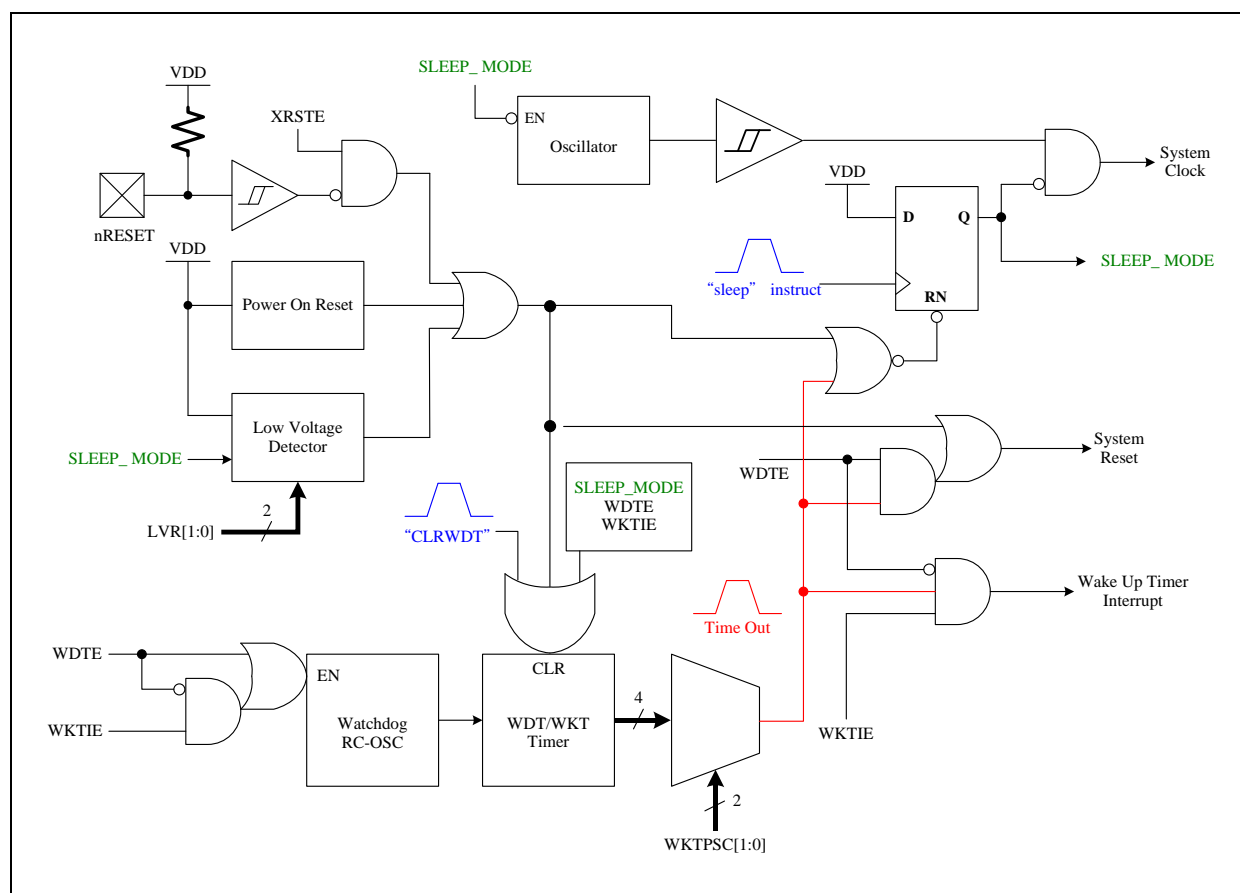 SLEEP_ MODE
VDD
XRSTE
EN
Oscillator
System
Clock
VDD
D
Q
nRESET
VDD
SLEEP_ MODE
“sleep” instruct
RN
Power On Reset
Low Voltage
Detector
SLEEP_ MODE
System
Reset
WDTE
SLEEP_MODE
WDTE
WKTIE
2
LVR[1:0]
“CLRWDT”
Wake Up Timer
Interrupt
Time Out
WDTE
EN
CLR
4
WKTIE
Watchdog
RC-OSC
WDT/WKT
Timer
WKTIE
2
WKTPSC[1:0]